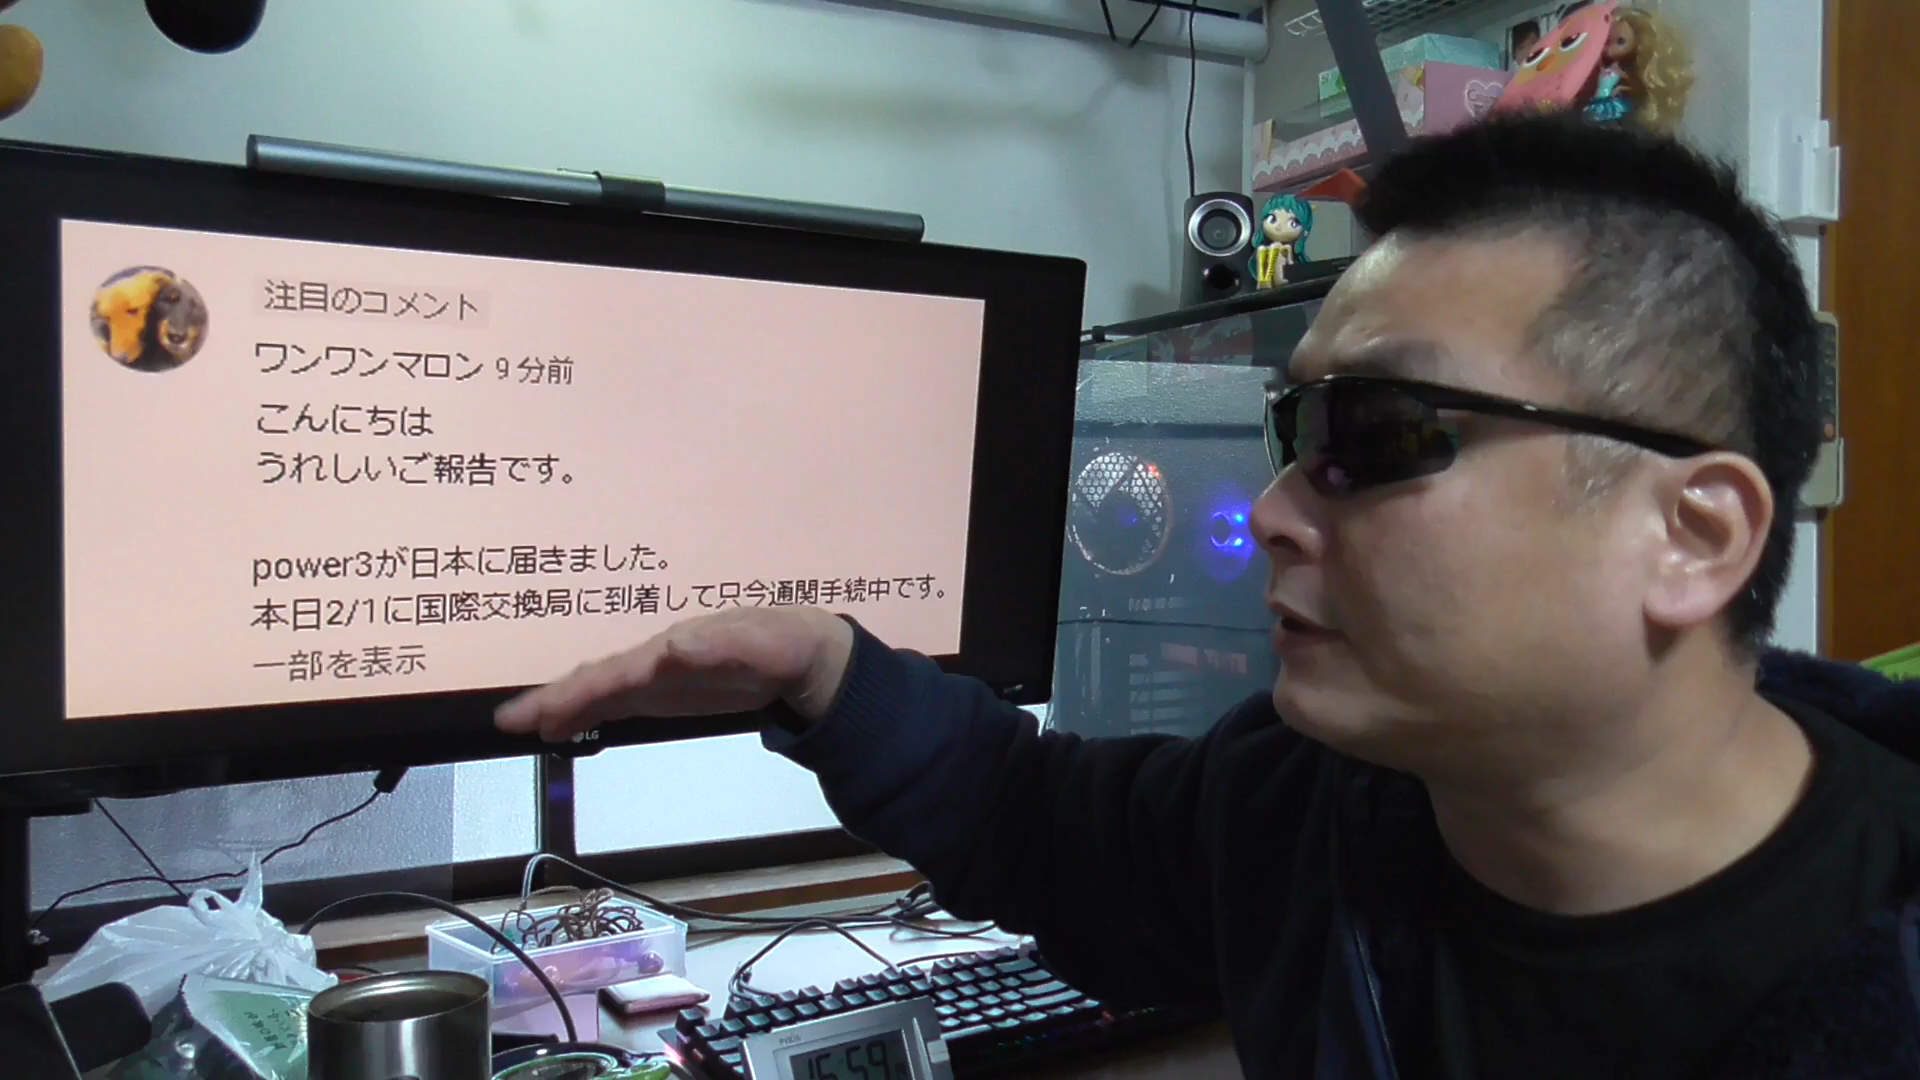 注目のコメント
ワンワンマロン 9 分前
こんにちは
うれしいご報告です。
power3が日本に届きました。
本日2/1に国際交換局に到着して只今通関手続中です。
一部を表示
LG
15:59